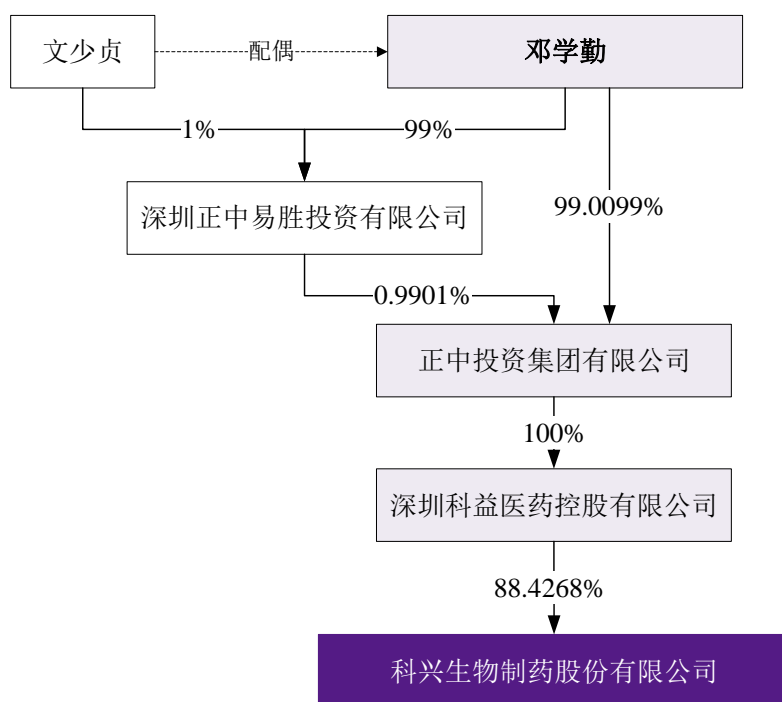 文少贞
配偶
邓学勤
1%
99%
深圳正中易胜投资有限公司
99.0099%
0.9901%
正中投资集团有限公司
100%
深圳科益医药控股有限公司
88.4268%
科兴生物制药股份有限公司